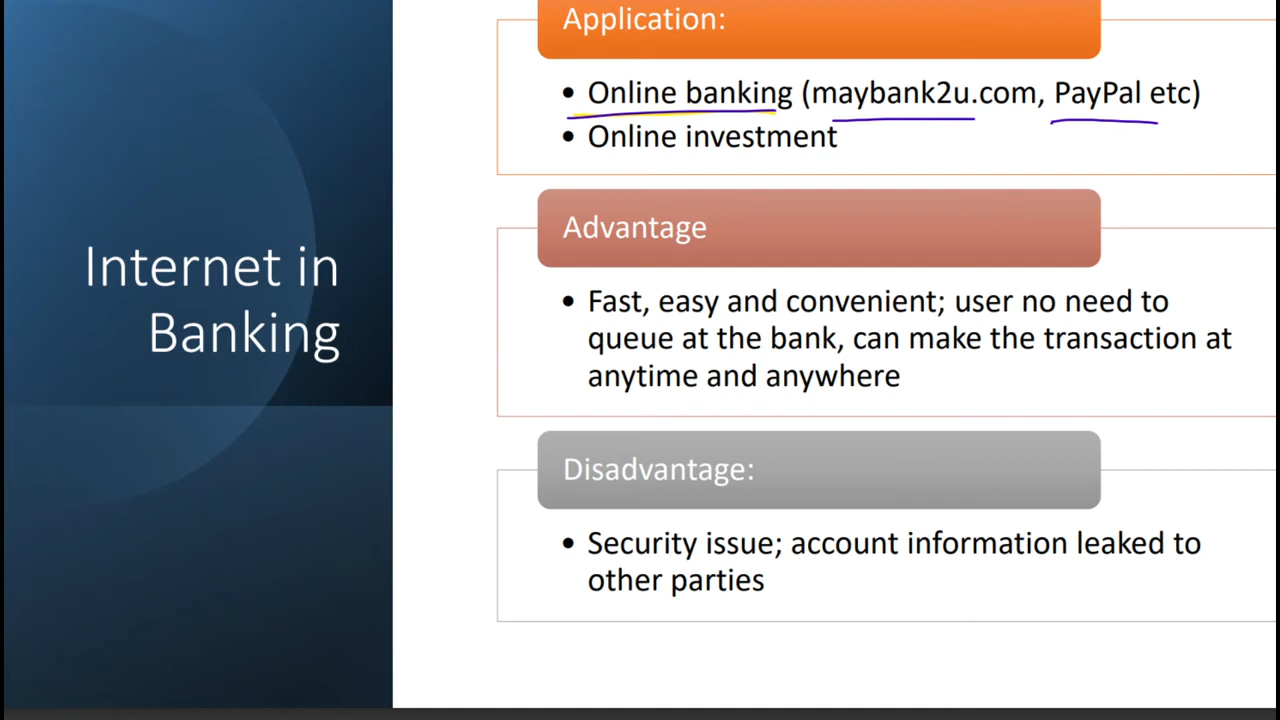 Internet in
Banking
Application:
• Online banking (maybank2u.com, PayPal etc)
• Online investment
Advantage
• Fast, easy and convenient; user no need to
queue at the bank, can make the transaction at
anytime and anywhere
Disadvantage:
• Security issue; account information leaked to
other parties